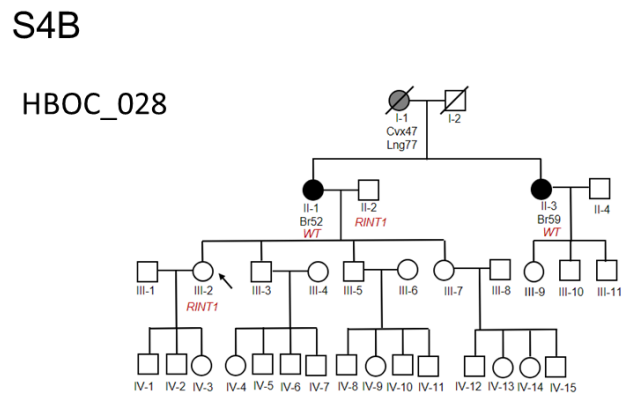 S4B
HBOC_028
I-1 I-2
Cvx47
Lng77
II-1 II-2 II-3 II-4
Br52 RINT1 Br59
WT WT
III-1 III-2 III-3 III-4 III-5 III-6 III-7 III-8 III-9 III-10 III-11
RINT1
IV-1 IV-2 IV-3 IV-4 IV-5 IV-6 IV-7 IV-8 IV-9 IV-10 IV-11 IV-12 IV-13 IV-14 IV-15